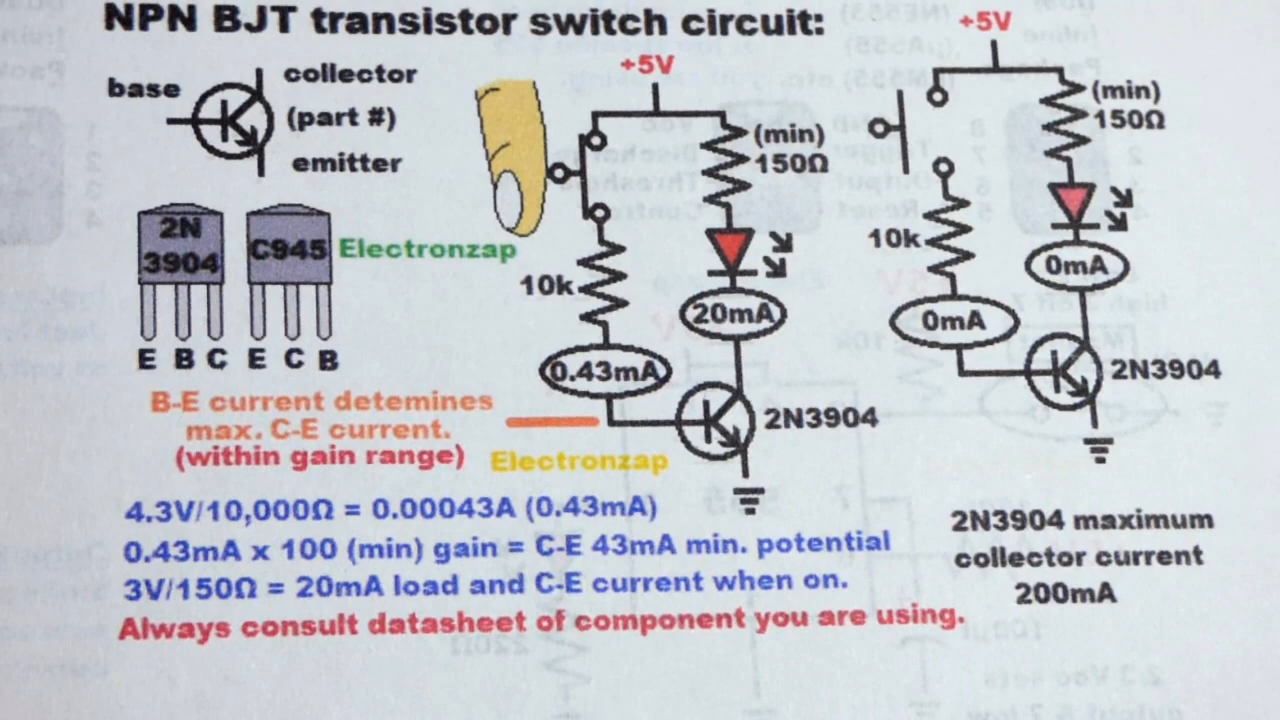 NPN BJT transistor switch circuit:
base
collector
(part #)
emitter
2N
3904
C945
Electronzap
E B C
E C B
+5V
(min)
150Ω
10k
20mA
0.43mA
2N3904
+5V
(min)
150Ω
10k
0mA
0mA
2N3904
B-E current detemines
max. C-E current.
(within gain range)
Electronzap
4.3V/10,000Ω = 0.00043A (0.43mA)
0.43mA x 100 (min) gain = C-E 43mA min. potential
3V/150Ω = 20mA load and C-E current when on.
Always consult datasheet of component you are using.
2N3904 maximum
collector current
200mA